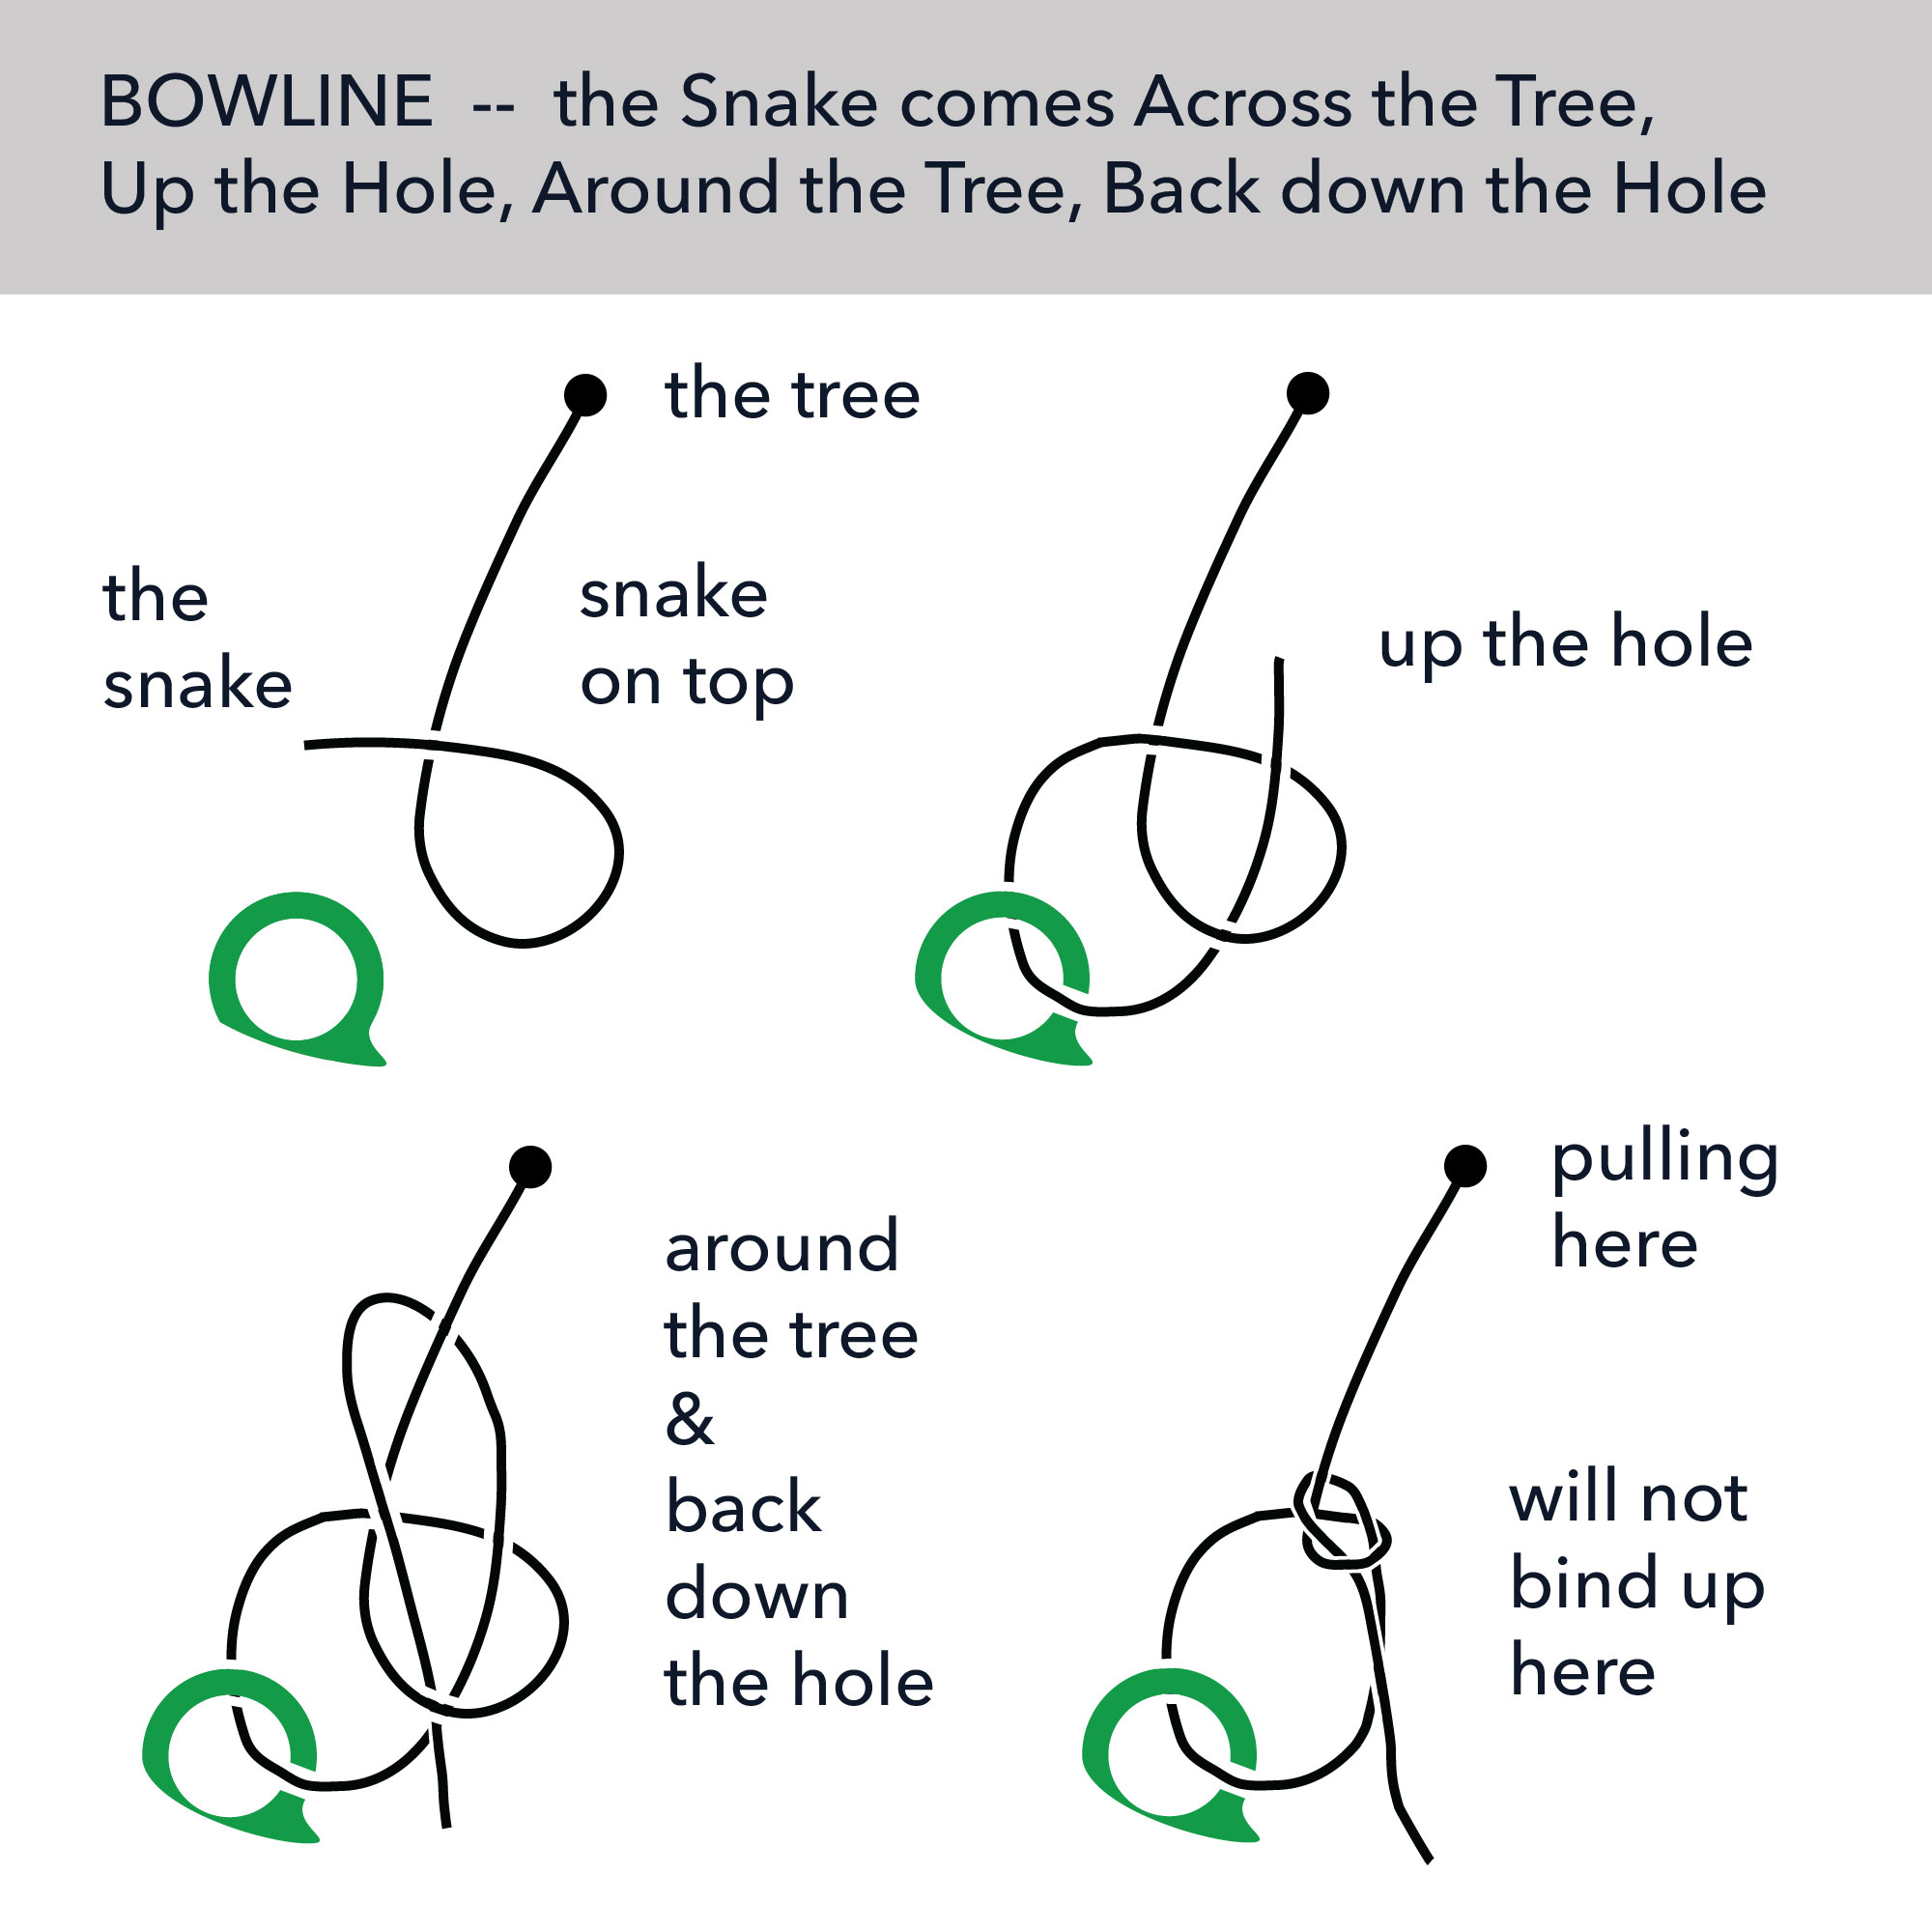 BOWLINE -- the Snake comes Across the Tree,
Up the Hole, Around the Tree, Back down the Hole
the tree
the
snake
snake
on top
up the hole
around
the tree
&
back
down
the hole
pulling
here
will not
bind up
here